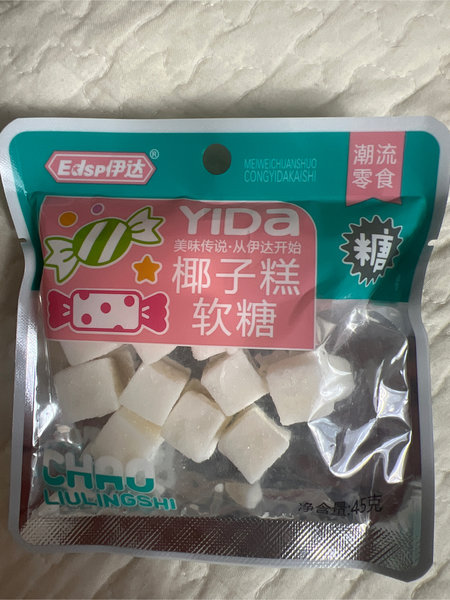 Edsp伊达®
MEIWEICHUANSHUO
CONGYIDAKAISHI
潮流
零食
YIDa
美味传说·从伊达开始
糖
椰子糕
软糖
CHAO
LIULINGSHI
净含量:45克